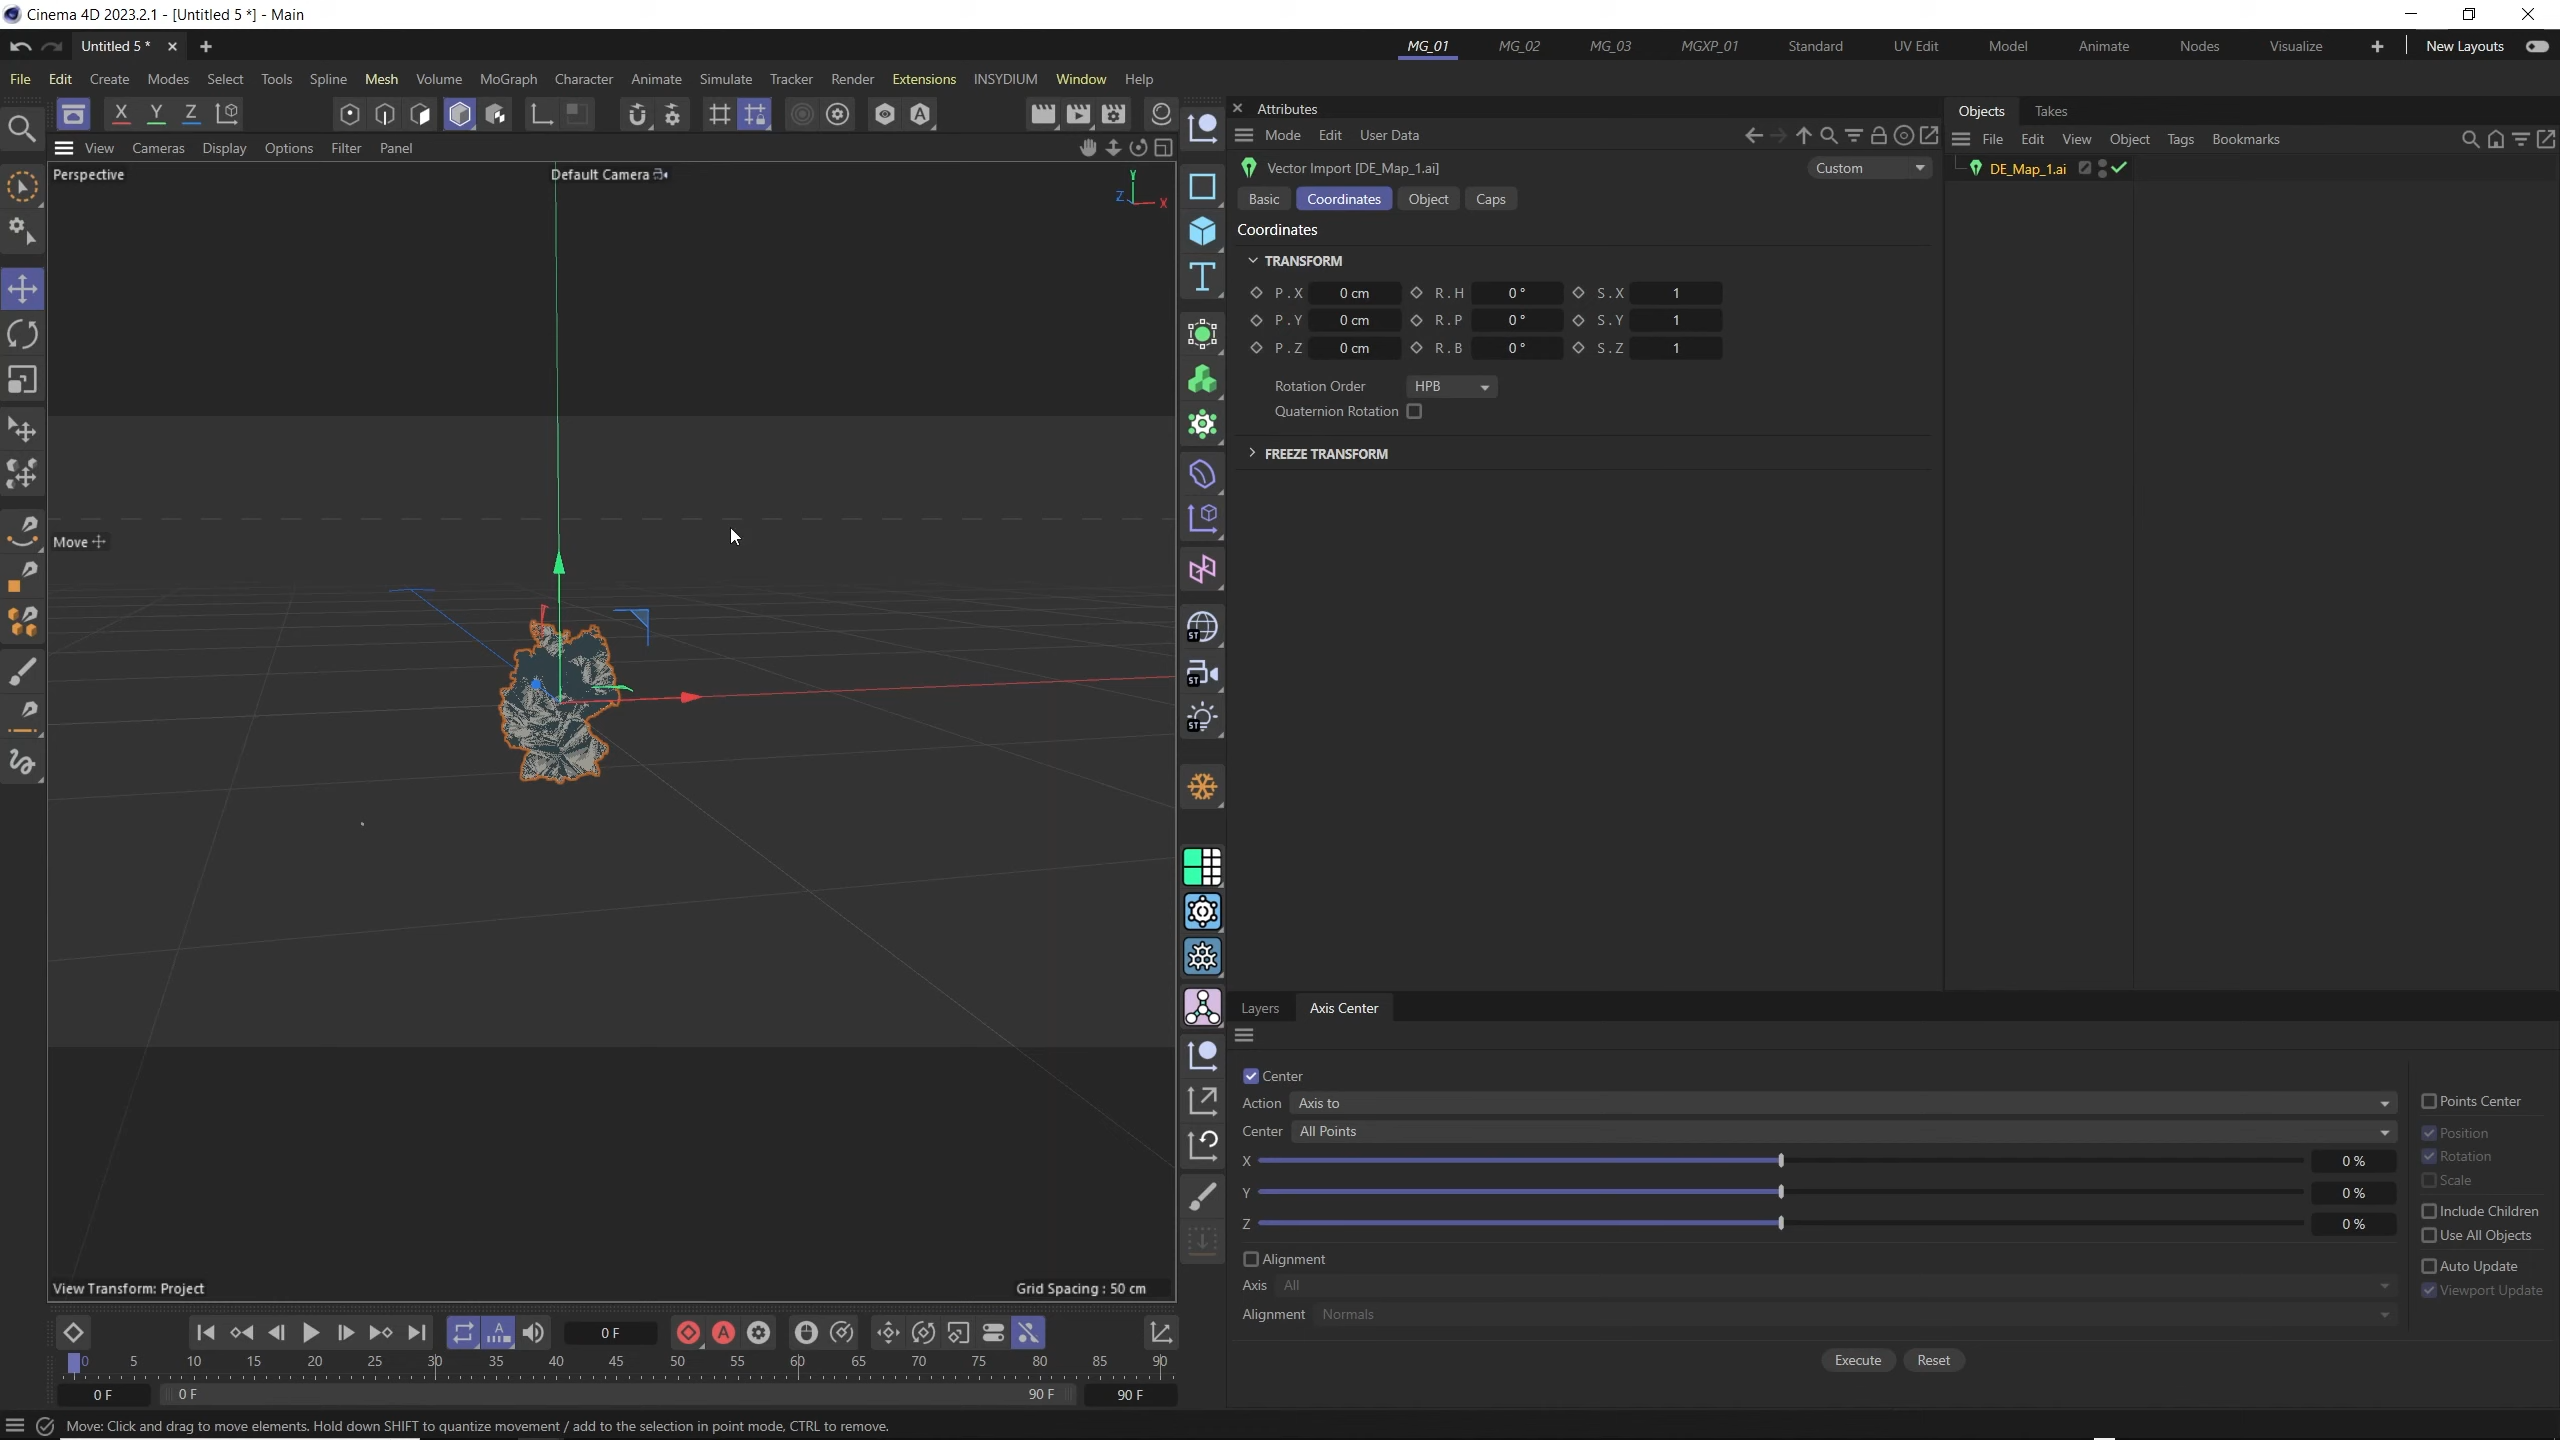 Cinema 4D 2023.2.1 - [Untitled 5 *] - Main
Untitled 5 *
MG_01 MG_02 MG_03 MGXP_01 Standard UV Edit Model Animate Nodes Visualize New Layouts
File Edit Create Modes Select Tools Spline Mesh Volume MoGraph Character Animate Simulate Tracker Render Extensions INSYDIUM Window Help
X Y Z
View Cameras Display Options Filter Panel
Perspective
Default Camera
Y
Z X
Move
View Transform: Project
Grid Spacing : 50 cm
Attributes
Mode Edit User Data
Vector Import [DE_Map_1.ai]
Custom
Basic Coordinates Object Caps
Coordinates
TRANSFORM
P . X 0 cm R . H 0 ° S . X 1
P . Y 0 cm R . P 0 ° S . Y 1
P . Z 0 cm R . B 0 ° S . Z 1
Rotation Order HPB
Quaternion Rotation
FREEZE TRANSFORM
Objects Takes
File Edit View Object Tags Bookmarks
DE_Map_1.ai
ST
ST
ST
Layers Axis Center
Center
Action Axis to
Center All Points
X 0 %
Y 0 %
Z 0 %
Alignment
Axis All
Alignment Normals
Points Center
Position
Rotation
Scale
Include Children
Use All Objects
Auto Update
Viewport Update
Execute Reset
0 F
0 5 10 15 20 25 30 35 40 45 50 55 60 65 70 75 80 85 90
0 F 0 F 90 F 90 F
Move: Click and drag to move elements. Hold down SHIFT to quantize movement / add to the selection in point mode, CTRL to remove.